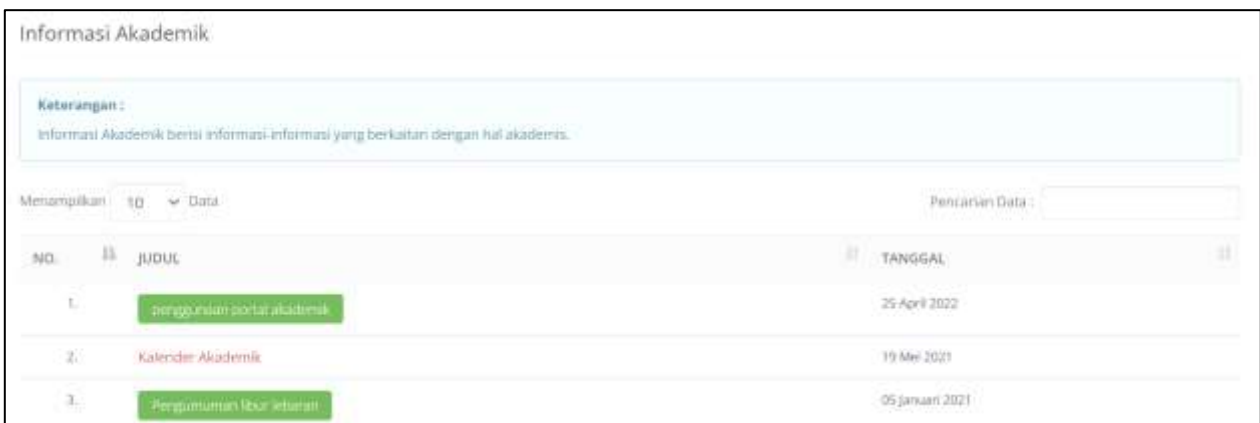 Informasi Akademik
Keterangan :
Informasi Akademik berisi informasi-informasi yang berkaitan dengan hal akademis.
Menampilkan 10 Data
Pencarian Data :
NO. JUDUL TANGGAL
1. penggunaan portal akademik 25 April 2022
2. Kalender Akademik 19 Mei 2021
3. Pengumuman libur lebaran 05 Januari 2021